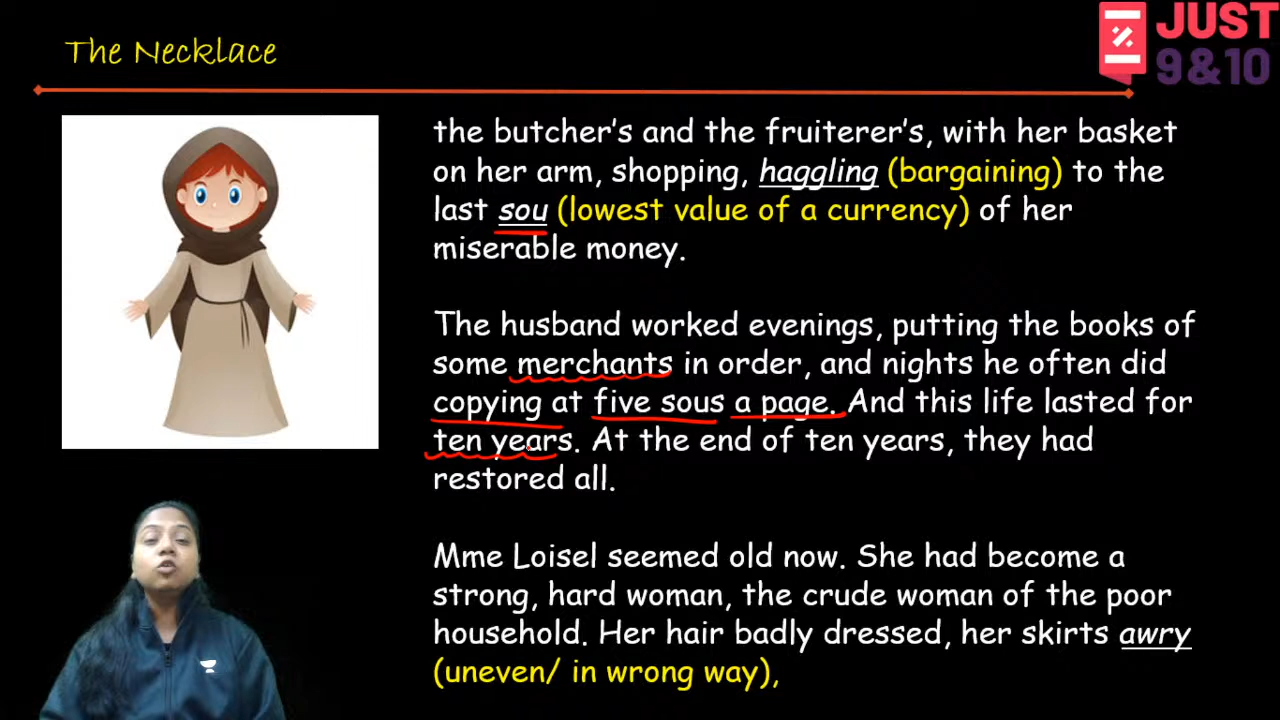 The Necklace
JUST
9&10
the butcher's and the fruiterer's, with her basket
on her arm, shopping, haggling (bargaining) to the
last sou (lowest value of a currency) of her
miserable money.
The husband worked evenings, putting the books of
some merchants in order, and nights he often did
copying at five sous a page. And this life lasted for
ten years. At the end of ten years, they had
restored all.
Mme Loisel seemed old now. She had become a
strong, hard woman, the crude woman of the poor
household. Her hair badly dressed, her skirts awry
(uneven/ in wrong way),